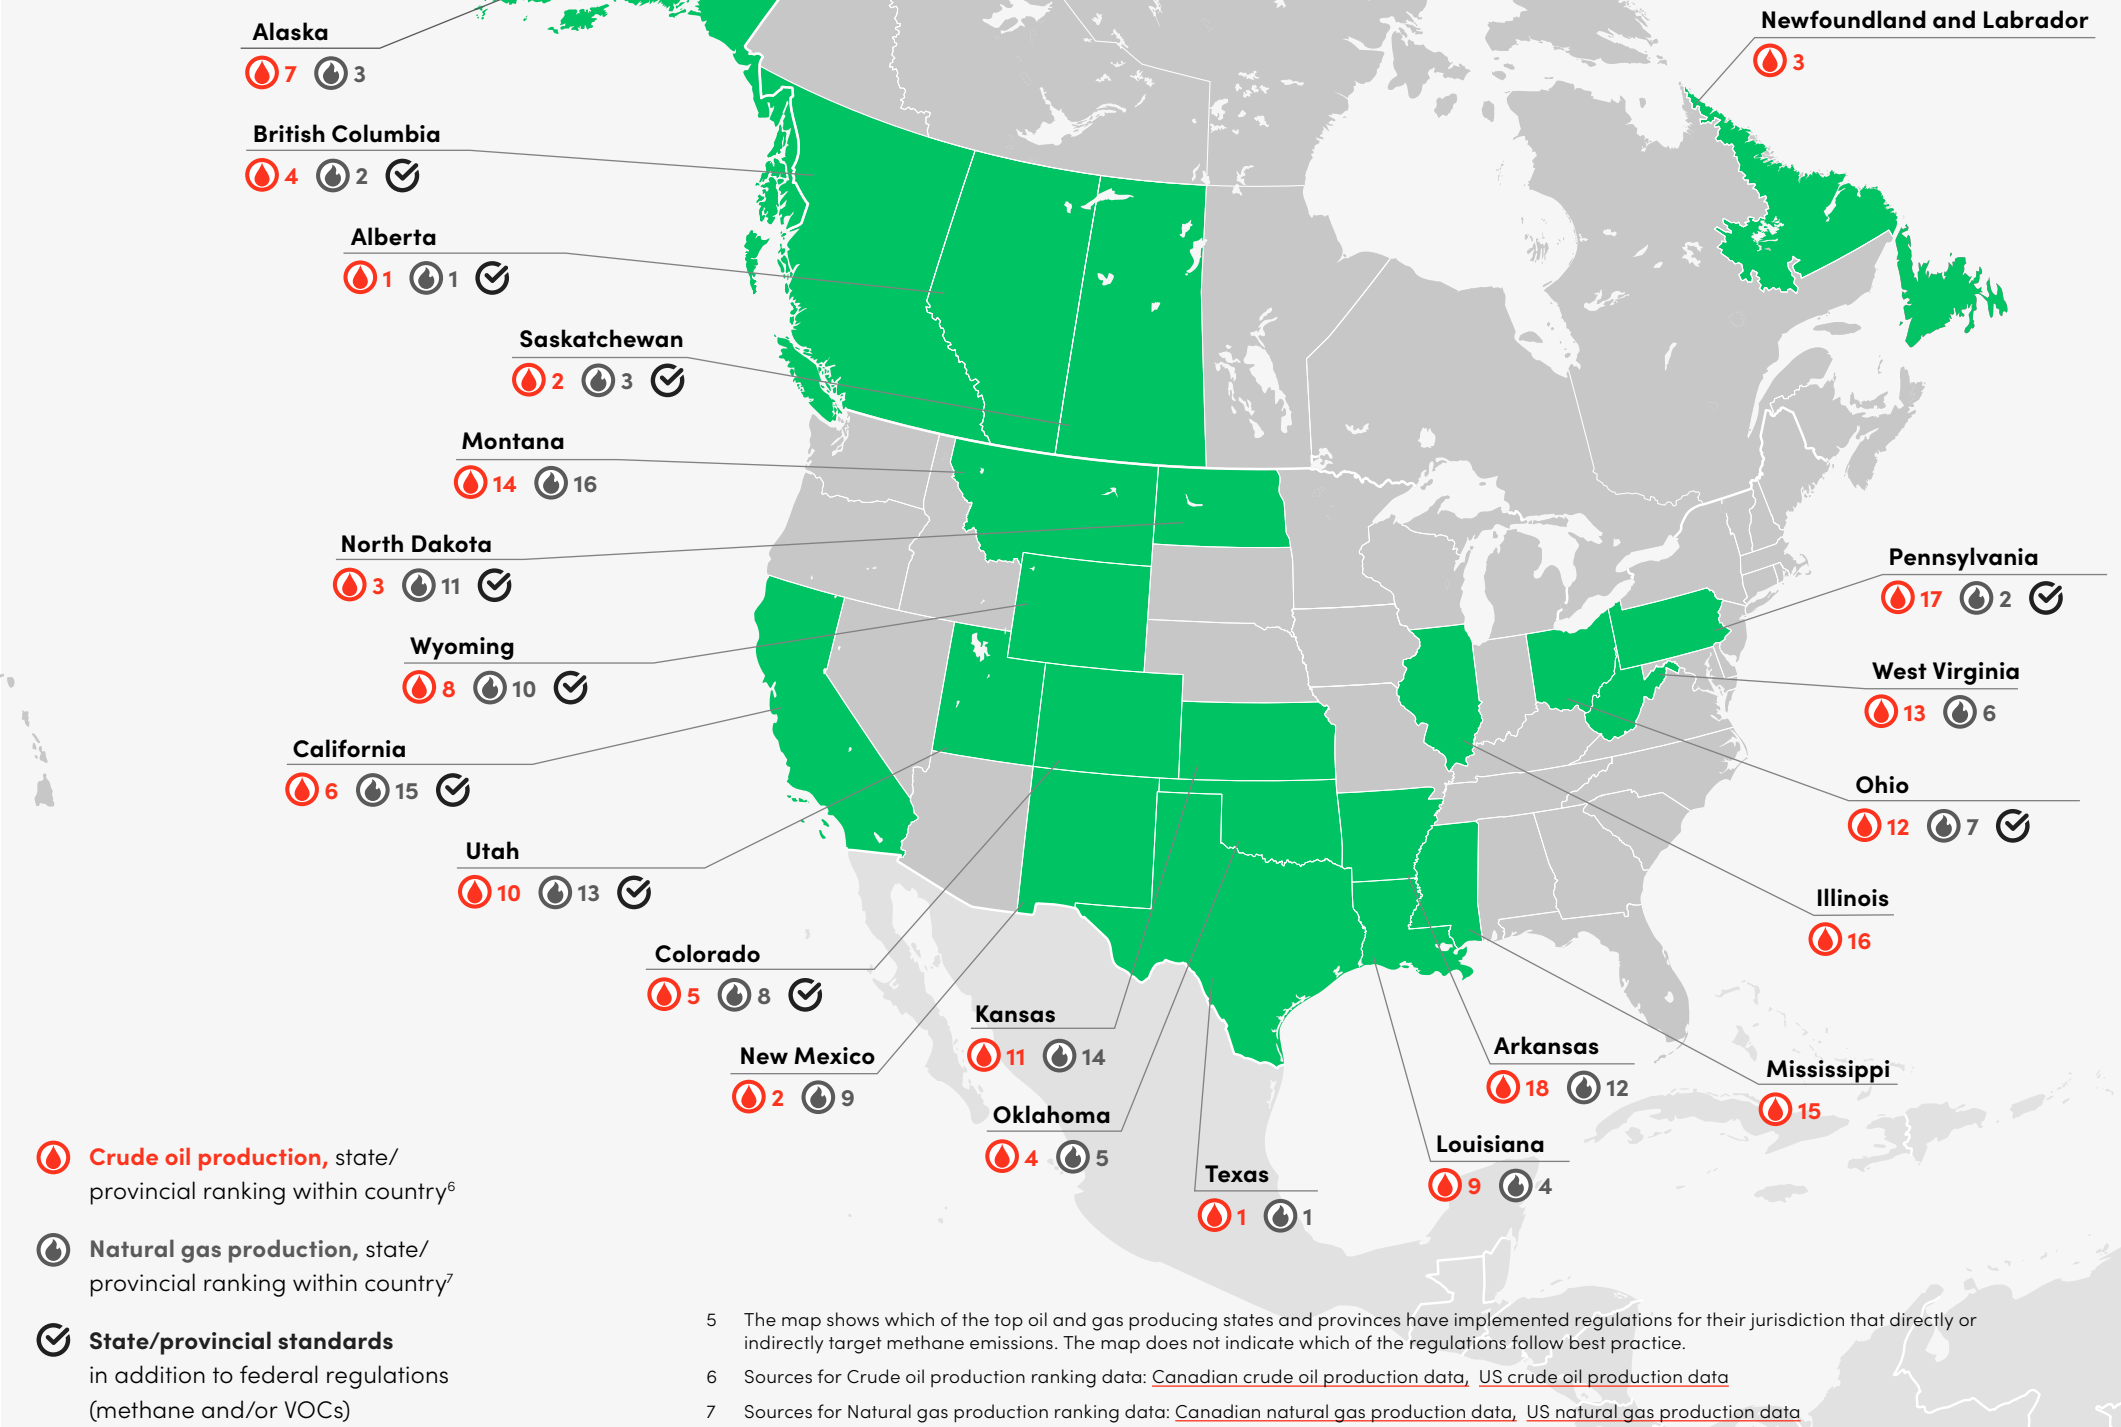 Alaska
7 3
British Columbia
4 2
Alberta
1 1
Saskatchewan
2 3
Montana
14 16
North Dakota
3 11
Wyoming
8 10
California
6 15
Utah
10 13
Colorado
5 8
New Mexico
2 9
Kansas
11 14
Oklahoma
4 5
Texas
1 1
Louisiana
9 4
Arkansas
18 12
Mississippi
15
Illinois
16
Ohio
12 7
West Virginia
13 6
Pennsylvania
17 2
Newfoundland and Labrador
3
Crude oil production, state/
provincial ranking within country6
Natural gas production, state/
provincial ranking within country7
State/provincial standards
in addition to federal regulations
(methane and/or VOCs)
5 The map shows which of the top oil and gas producing states and provinces have implemented regulations for their jurisdiction that directly or
indirectly target methane emissions. The map does not indicate which of the regulations follow best practice.
6 Sources for Crude oil production ranking data: Canadian crude oil production data, US crude oil production data
7 Sources for Natural gas production ranking data: Canadian natural gas production data, US natural gas production data